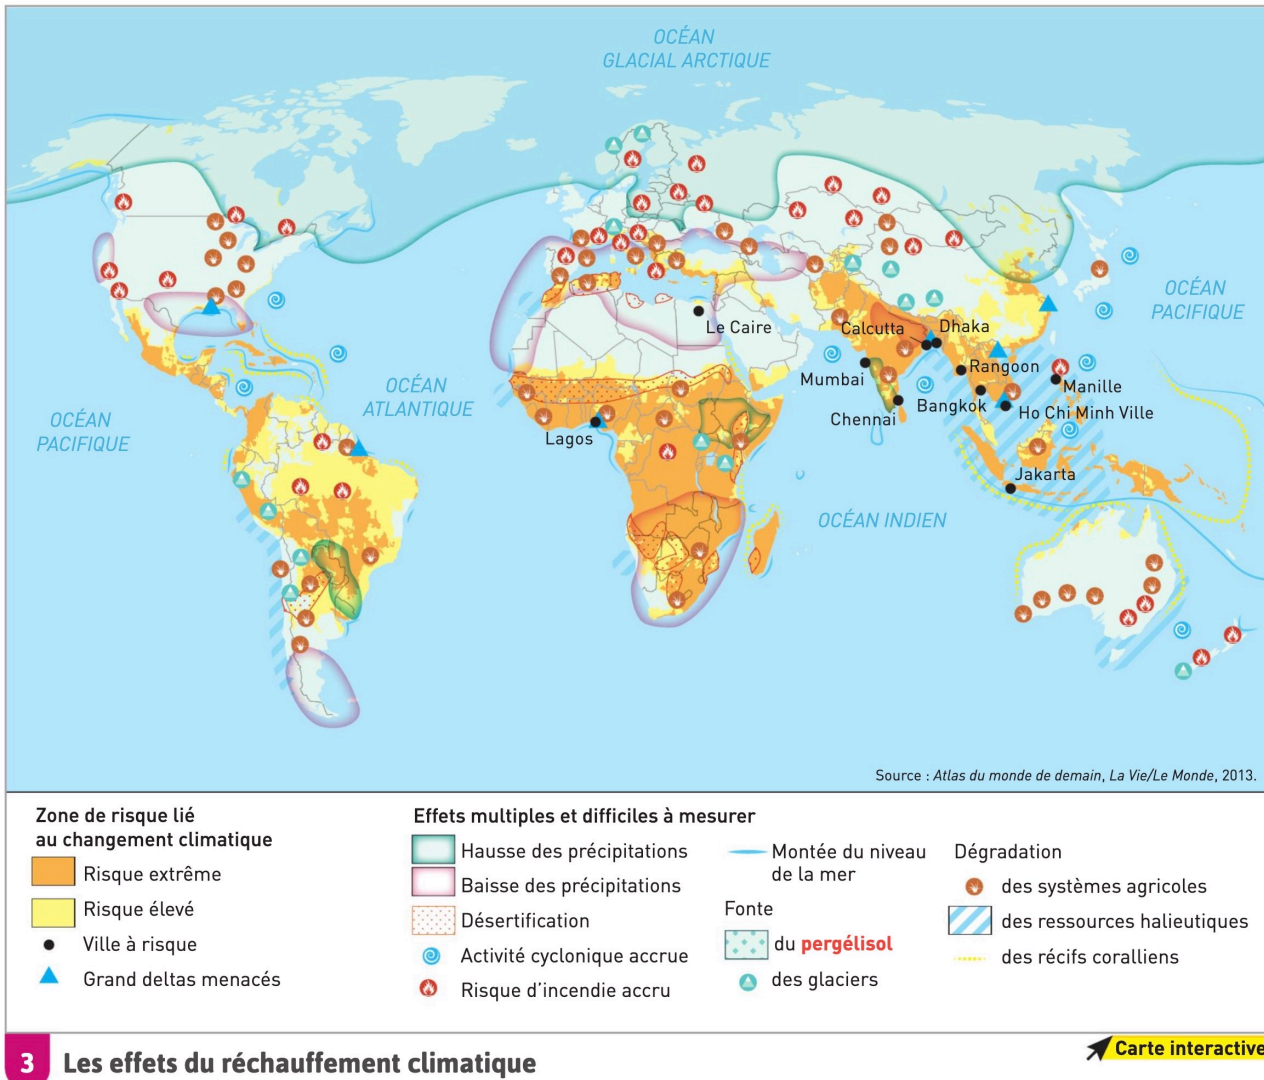 OCÉAN
GLACIAL ARCTIQUE
OCÉAN
PACIFIQUE
Le Caire
Calcutta
Dhaka
Mumbai
Rangoon
Manille
OCÉAN
ATLANTIQUE
Bangkok
Ho Chi Minh Ville
Chennai
OCÉAN
PACIFIQUE
Lagos
Jakarta
OCÉAN INDIEN
Source : Atlas du monde de demain, La Vie/Le Monde, 2013.
Zone de risque lié
au changement climatique
Risque extrême
Risque élevé
Ville à risque
Grand deltas menacés
Effets multiples et difficiles à mesurer
Hausse des précipitations
Baisse des précipitations
Désertification
Activité cyclonique accrue
Risque d'incendie accru
Montée du niveau
de la mer
Fonte
du pergélisol
des glaciers
Dégradation
des systèmes agricoles
des ressources halieutiques
des récifs coralliens
3 Les effets du réchauffement climatique
Carte interactive